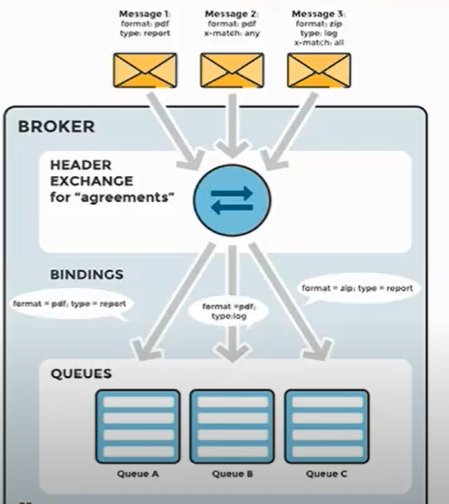 Message 1:
format: pdf
type: report
Message 2:
format: pdf
x-match: any
Message 3:
format: zip
type: log
x-match: all
BROKER
HEADER
EXCHANGE
for "agreements"
BINDINGS
format = pdf; type = report
format =pdf;
type:log
format = zip; type = report
QUEUES
Queue A
Queue B
Queue C